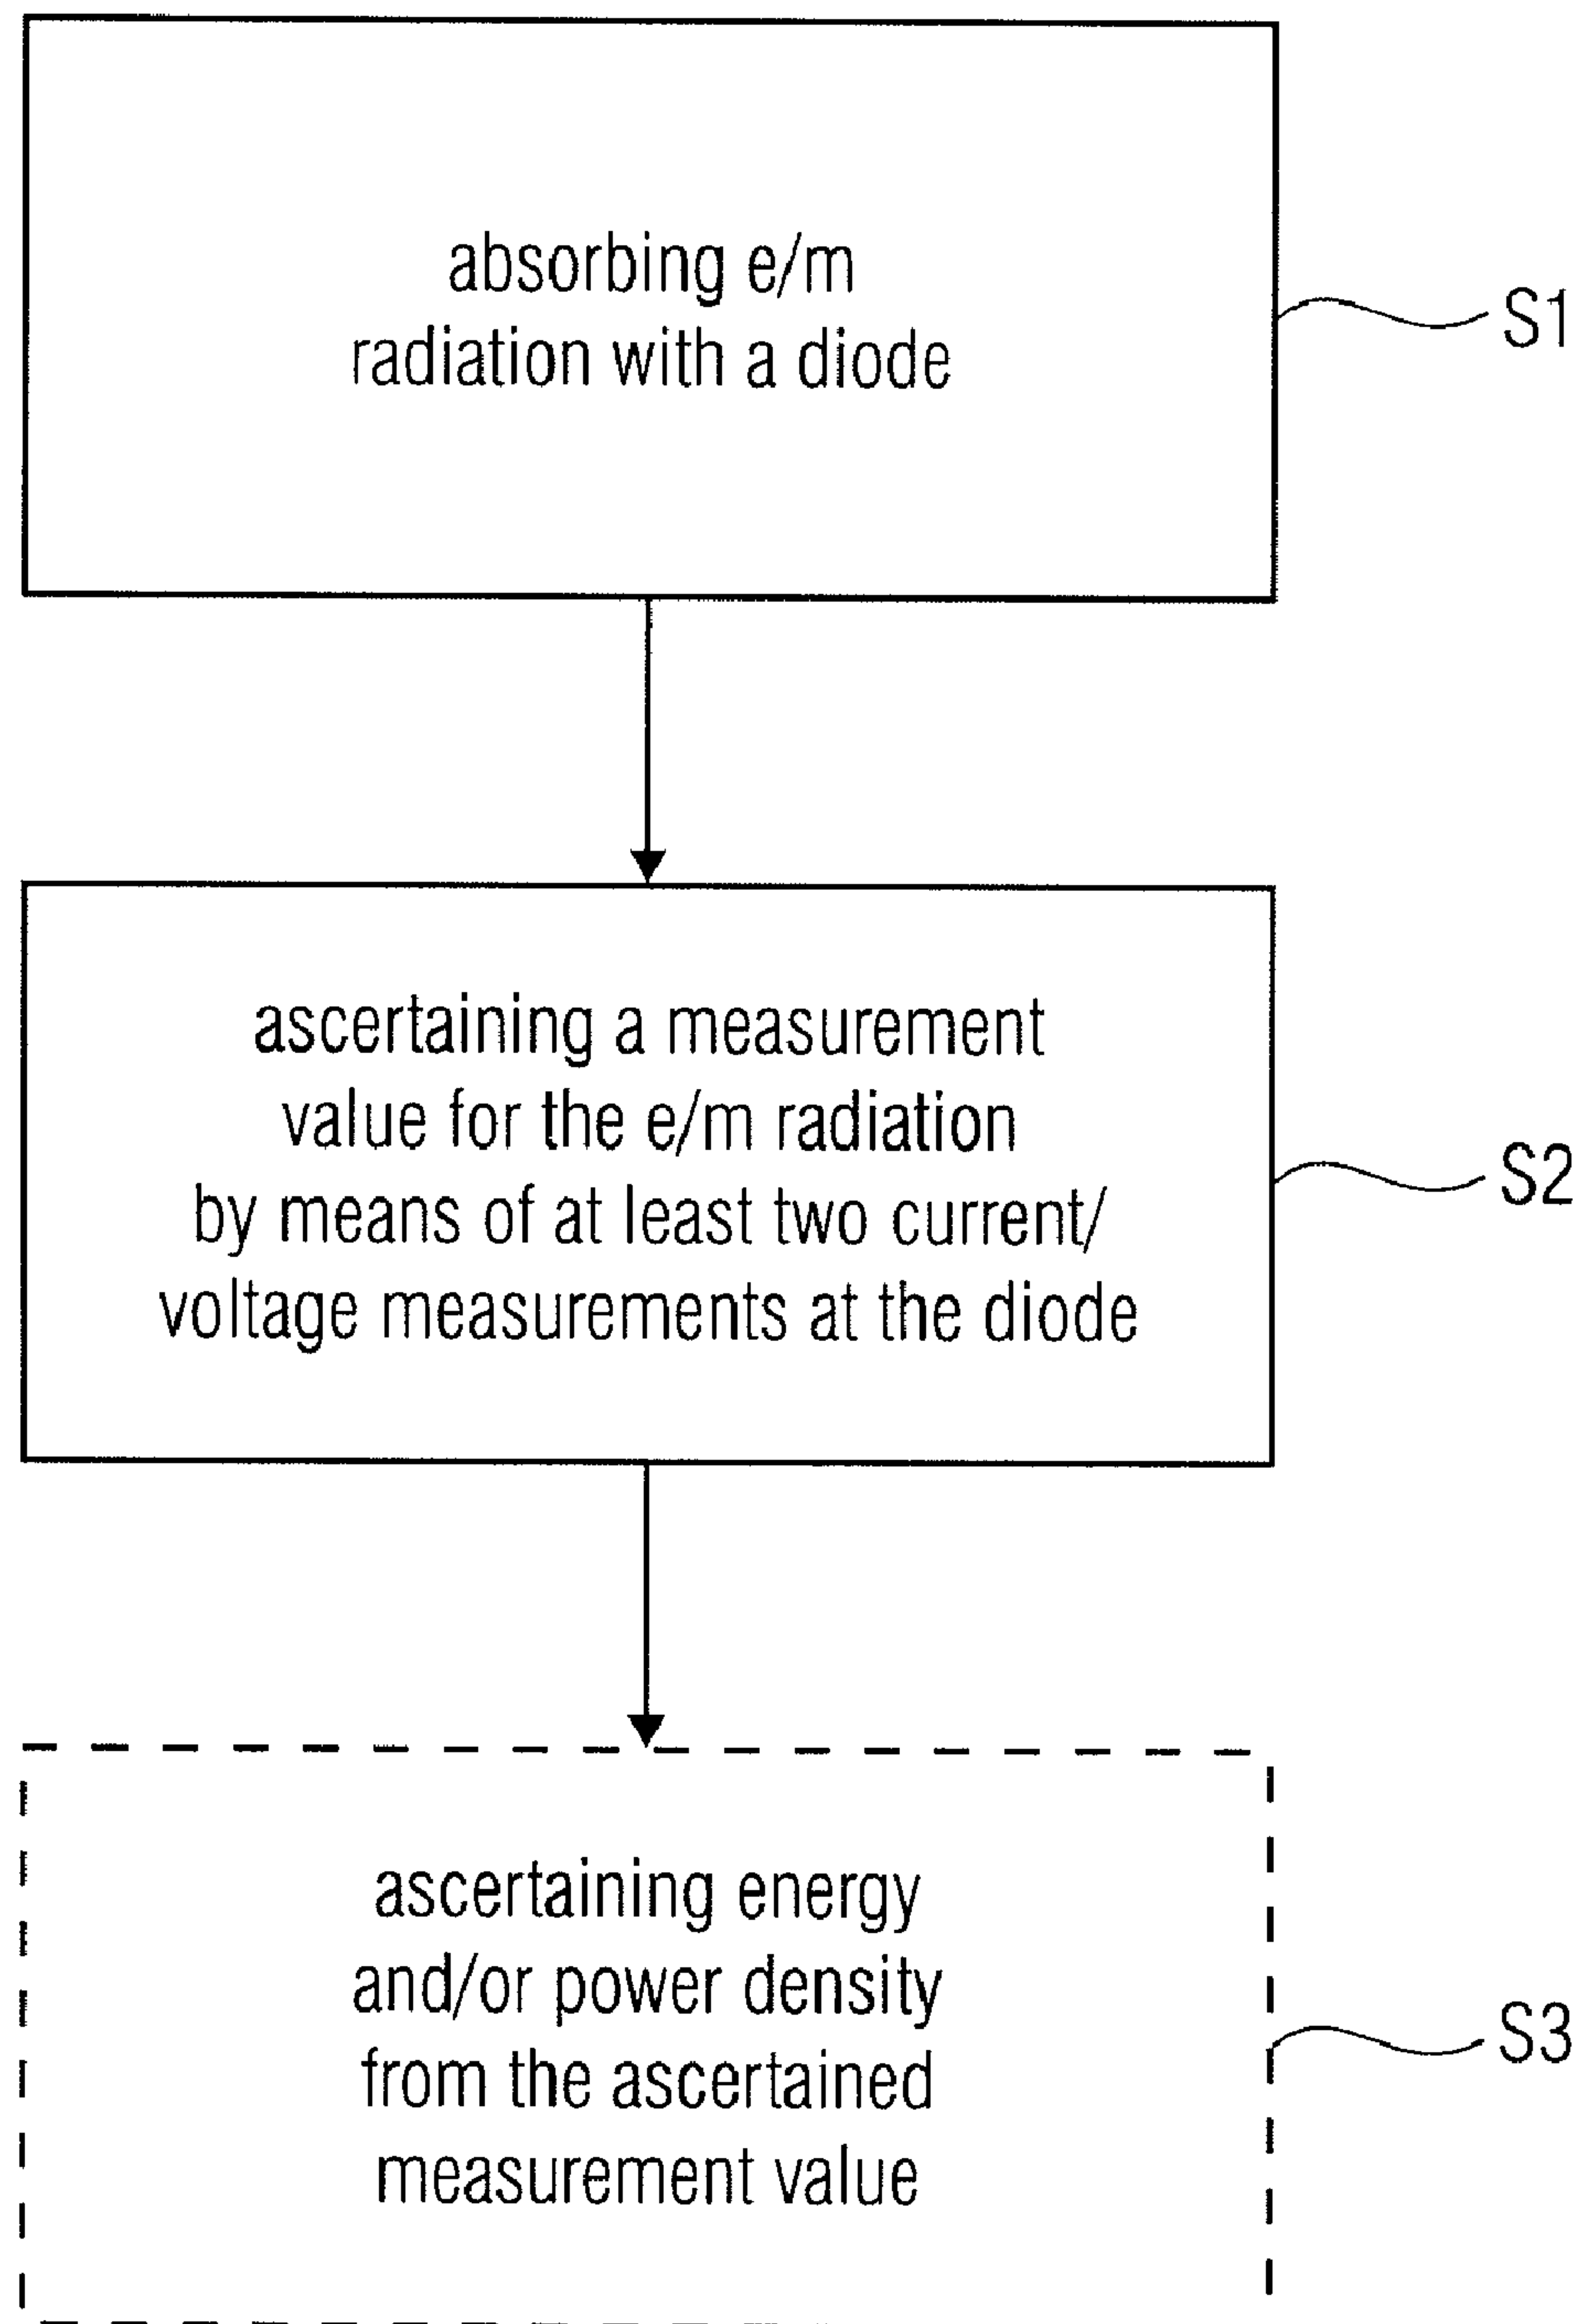 absorbing e/m
radiation with a diode
S1
ascertaining a measurement
value for the e/m radiation
by means of at least two current/
voltage measurements at the diode
S2
ascertaining energy
and/or power density
from the ascertained
measurement value
S3